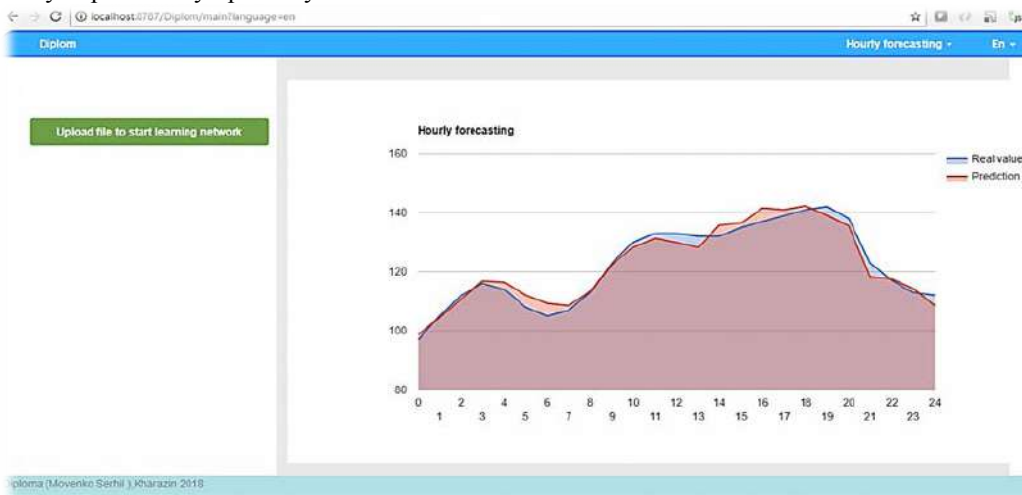 localhost:8787/Diplom/main?language=en
Diplom
Hourly forecasting
En
Upload file to start learning network
Hourly forecasting
160
140
120
100
80
Real value
Prediction
0 2 4 6 8 10 12 14 16 18 20 22 24
1 3 5 7 9 11 13 15 17 19 21 23
Diploma (Movenko Serhii ),Kharazin 2018